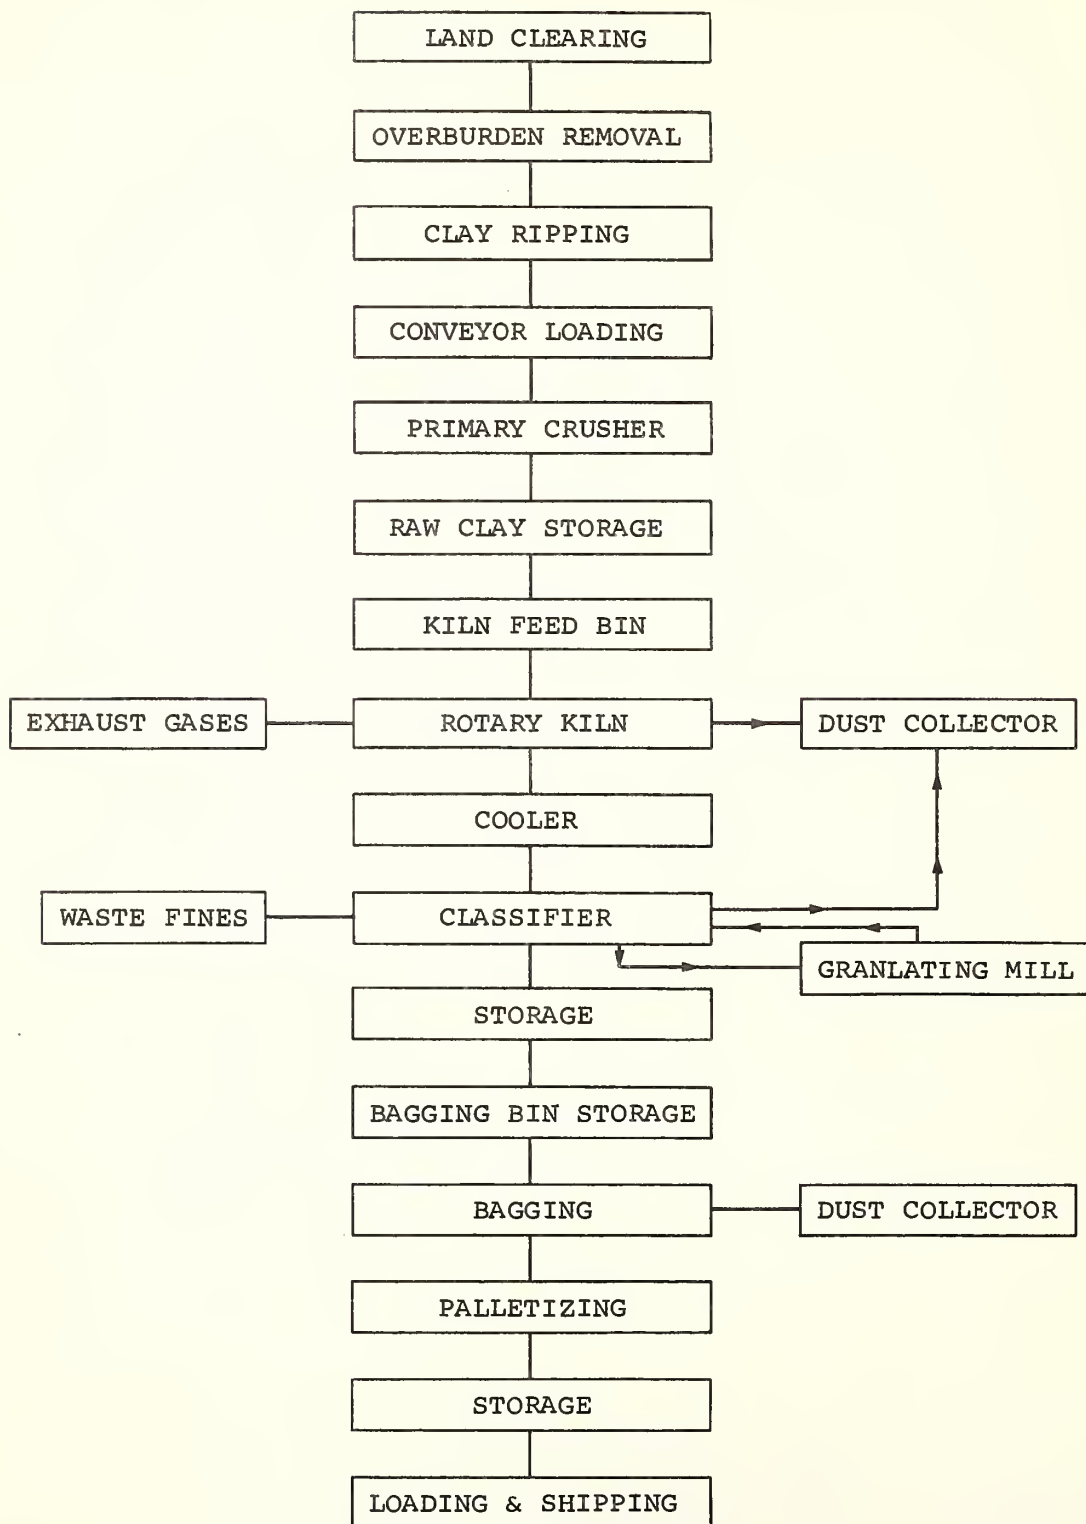 LAND CLEARING
OVERBURDEN REMOVAL
CLAY RIPPING
CONVEYOR LOADING
PRIMARY CRUSHER
RAW CLAY STORAGE
KILN FEED BIN
EXHAUST GASES
ROTARY KILN
DUST COLLECTOR
COOLER
WASTE FINES
CLASSIFIER
GRANLATING MILL
STORAGE
BAGGING BIN STORAGE
BAGGING
DUST COLLECTOR
PALLETIZING
STORAGE
LOADING & SHIPPING